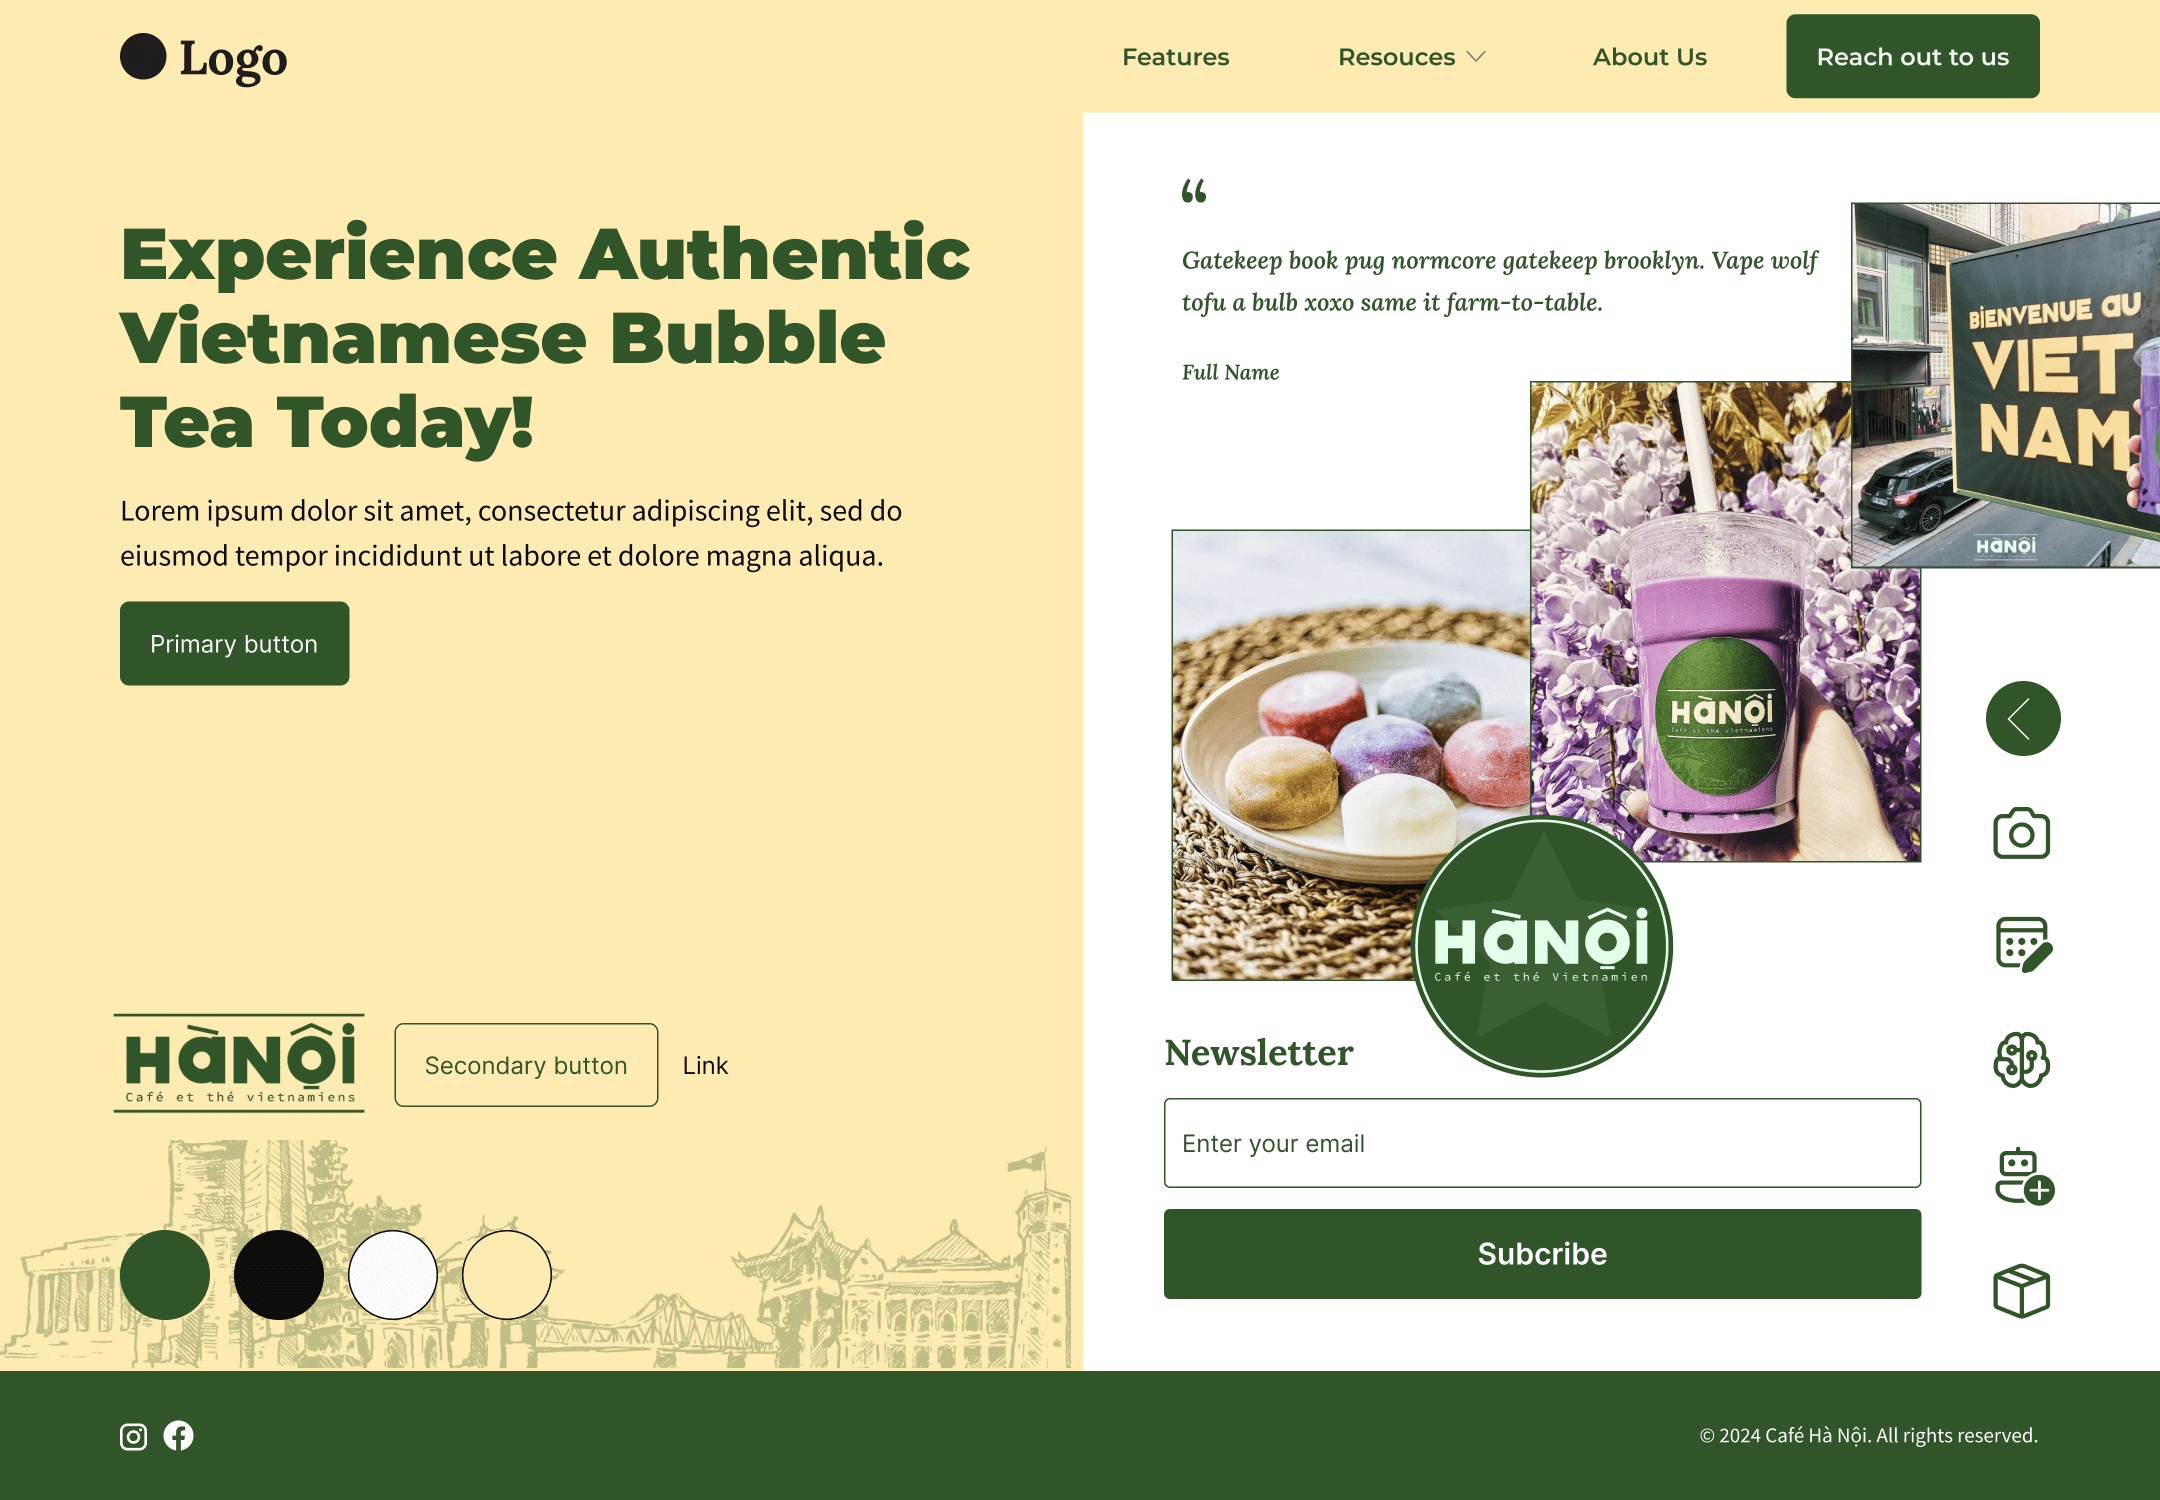 Logo
Features
Resouces
About Us
Reach out to us
Experience Authentic
Vietnamese Bubble
Tea Today!
Lorem ipsum dolor sit amet, consectetur adipiscing elit, sed do
eiusmod tempor incididunt ut labore et dolore magna aliqua.
Primary button
HÀNỘI
Café et thé vietnamiens
Secondary button
Link
“
Gatekeep book pug normcore gatekeep brooklyn. Vape wolf
tofu a bulb xoxo same it farm-to-table.
Full Name
BIENVENUE AU
VIET
NAM
HÀNỘI
HÀNỘI
Café et thé vietnamiens
HÀNỘI
Café et thé Vietnamien
Newsletter
Enter your email
Subcribe
© 2024 Café Hà Nội. All rights reserved.